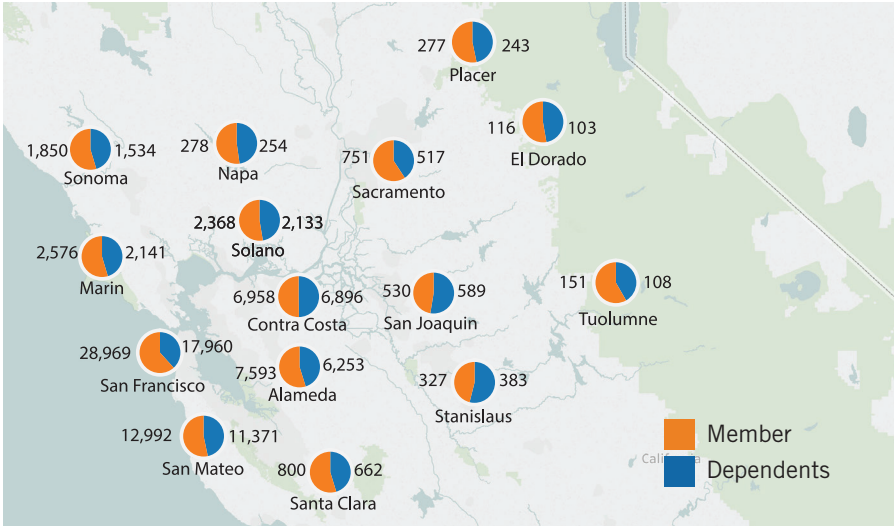 277 243
Placer
116 103
El Dorado
1,850 1,534
Sonoma
278 254
Napa
751 517
Sacramento
2,368 2,133
Solano
2,576 2,141
Marin
6,958 6,896
Contra Costa
530 589
San Joaquin
151 108
Tuolumne
28,969 17,960
San Francisco
7,593 6,253
Alameda
327 383
Stanislaus
12,992 11,371
San Mateo
800 662
Santa Clara
Member
Dependents